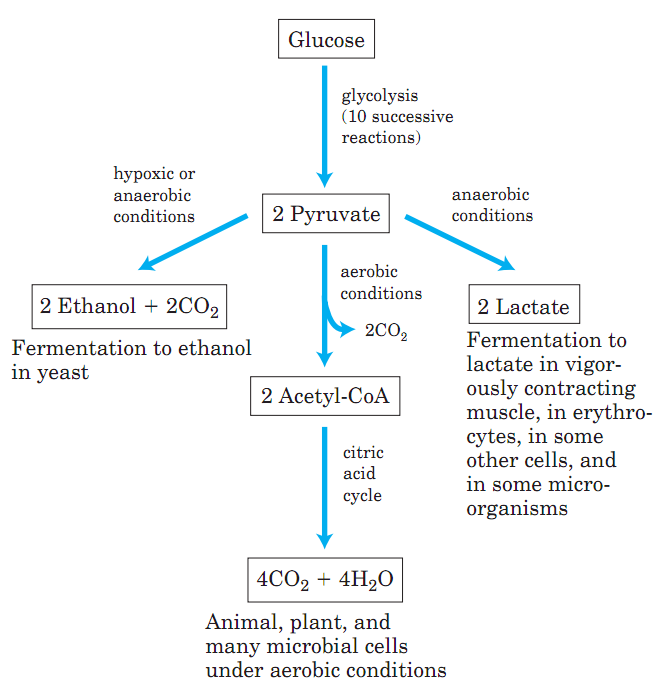 Glucose
glycolysis
(10 successive
reactions)
hypoxic or
anaerobic
conditions
2 Pyruvate
anaerobic
conditions
aerobic
conditions
2 Ethanol + 2CO₂
Fermentation to ethanol
in yeast
2CO₂
2 Lactate
Fermentation to
lactate in vigor-
ously contracting
muscle, in erythro-
cytes, in some
other cells, and
in some micro-
organisms
2 Acetyl-CoA
citric
acid
cycle
4CO₂ + 4H₂O
Animal, plant, and
many microbial cells
under aerobic conditions